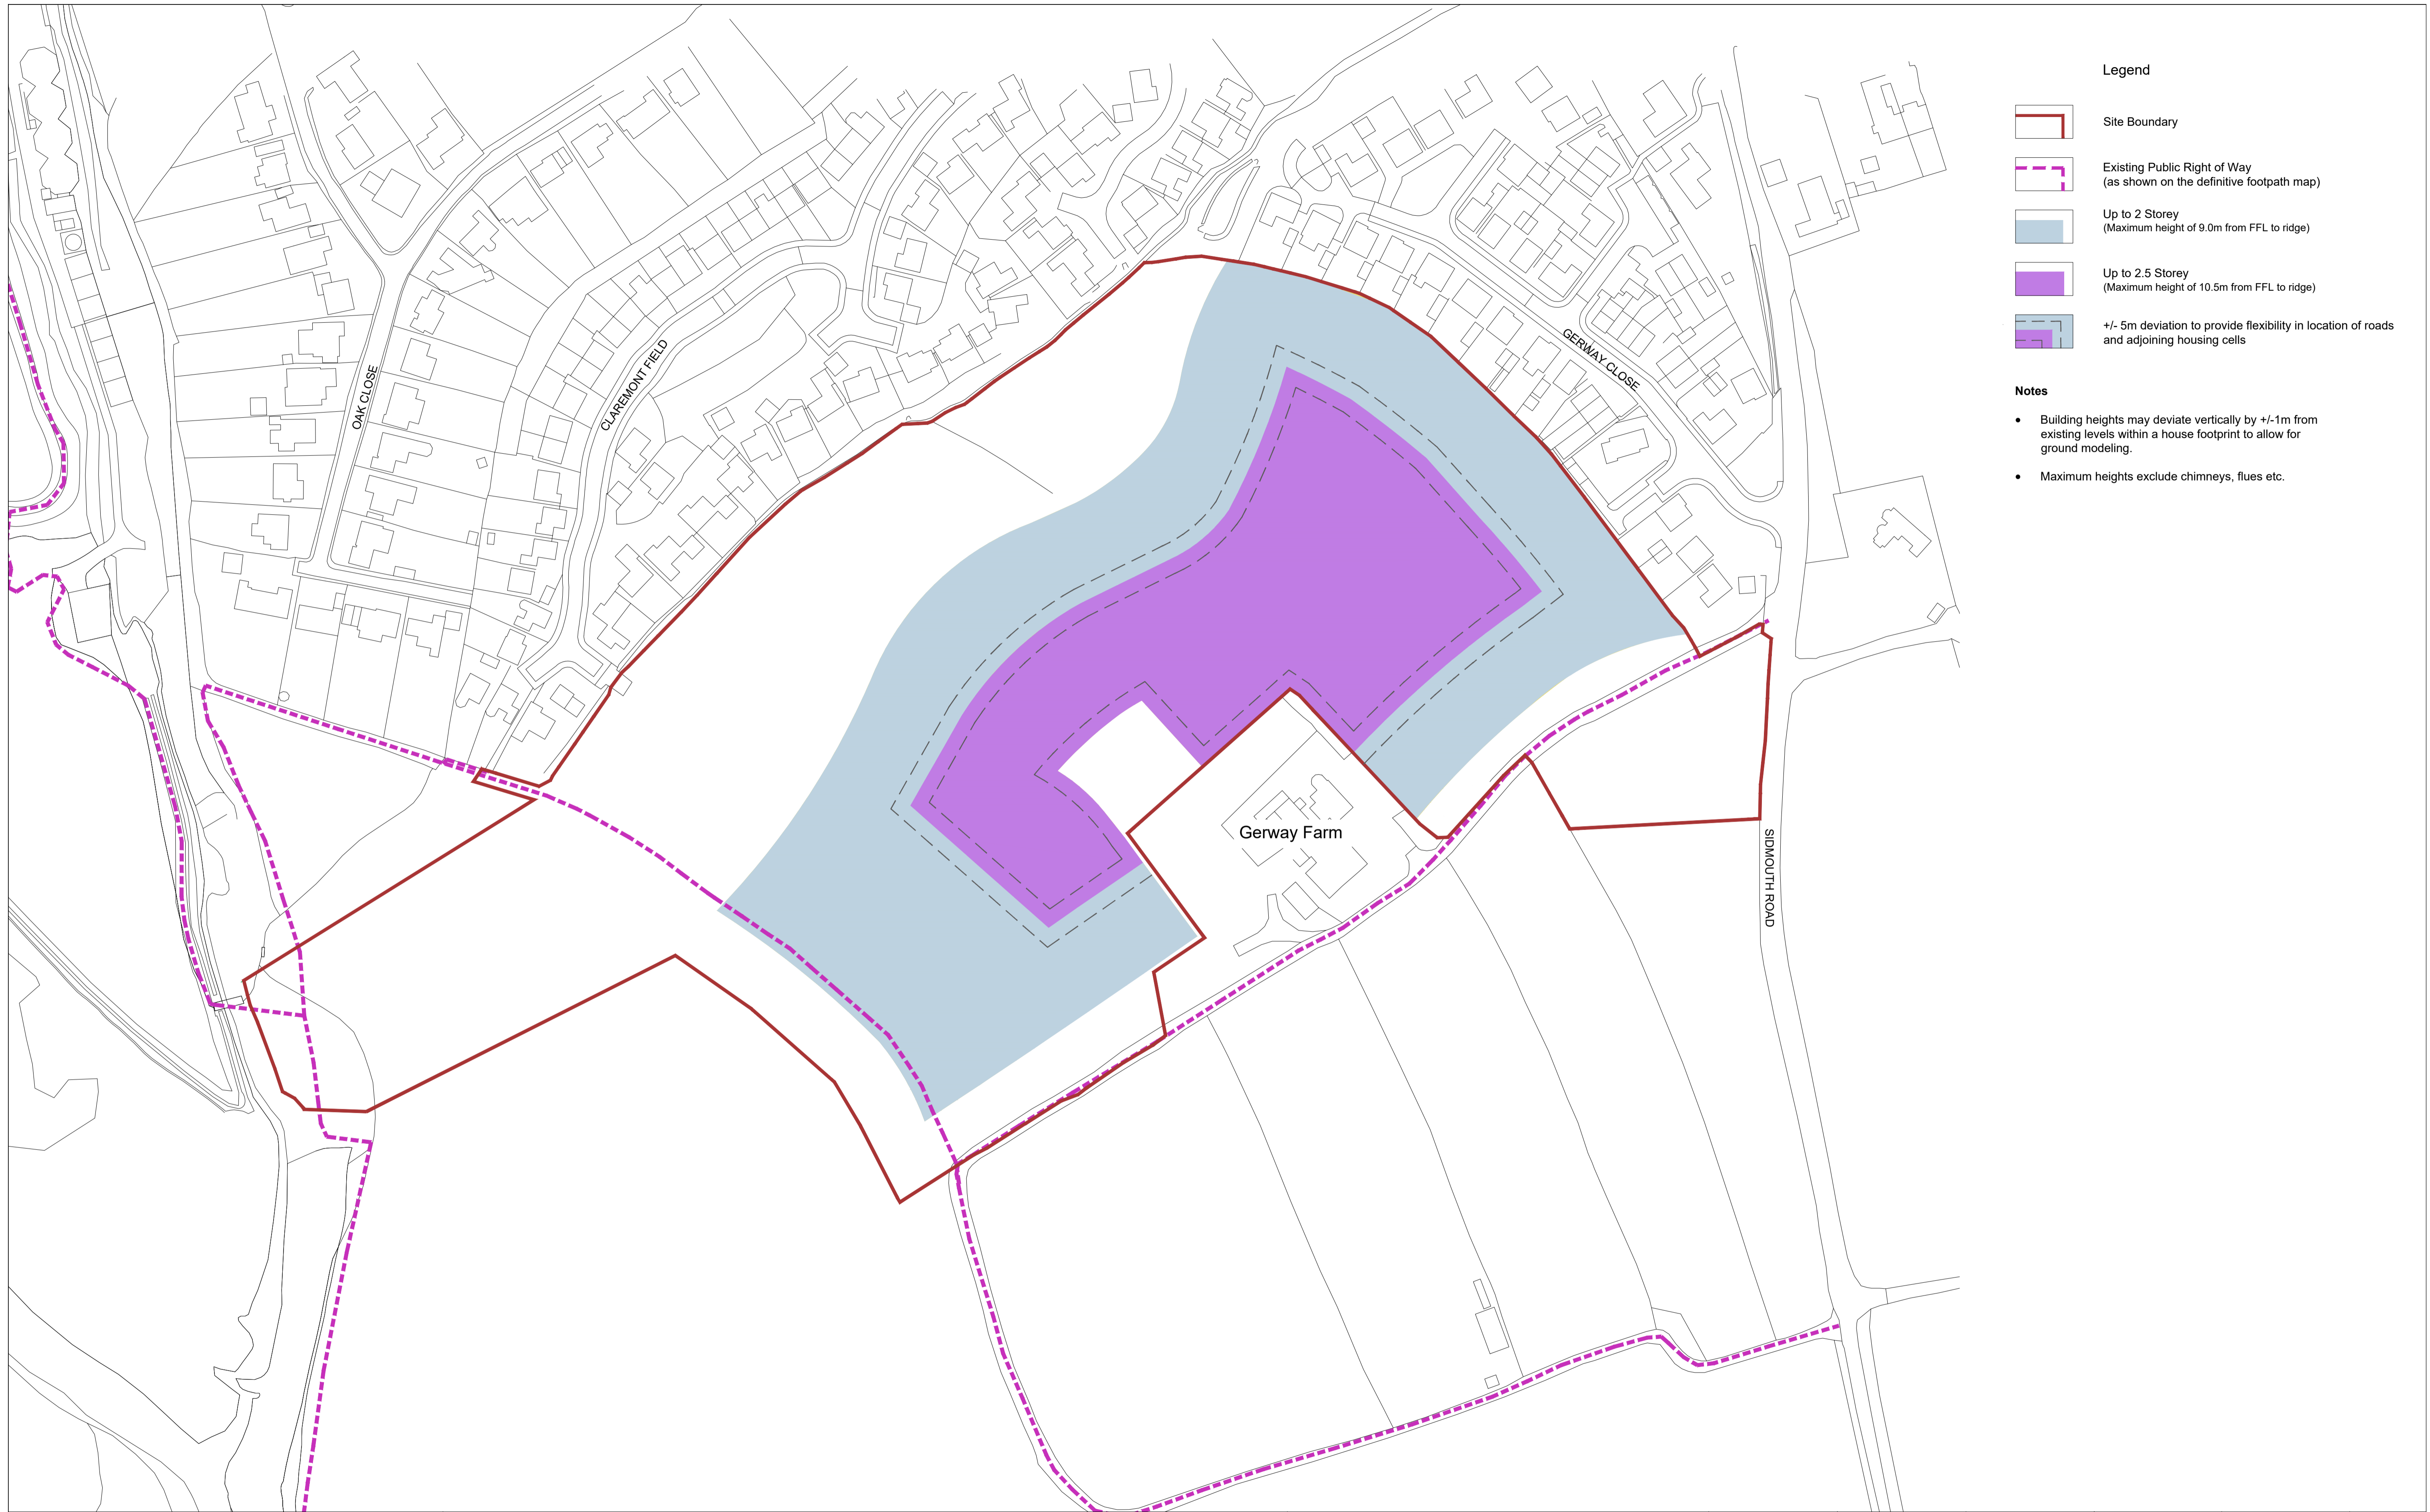 Legend
Site Boundary
Existing Public Right of Way
(as shown on the definitive footpath map)
Up to 2 Storey
(Maximum height of 9.0m from FFL to ridge)
Up to 2.5 Storey
(Maximum height of 10.5m from FFL to ridge)
+/- 5m deviation to provide flexibility in location of roads
and adjoining housing cells
Notes
• Building heights may deviate vertically by +/-1m from
existing levels within a house footprint to allow for
ground modeling.
• Maximum heights exclude chimneys, flues etc.
OAK CLOSE
CLAREMONT FIELD
GERWAY CLOSE
Gerway Farm
SIDMOUTH ROAD